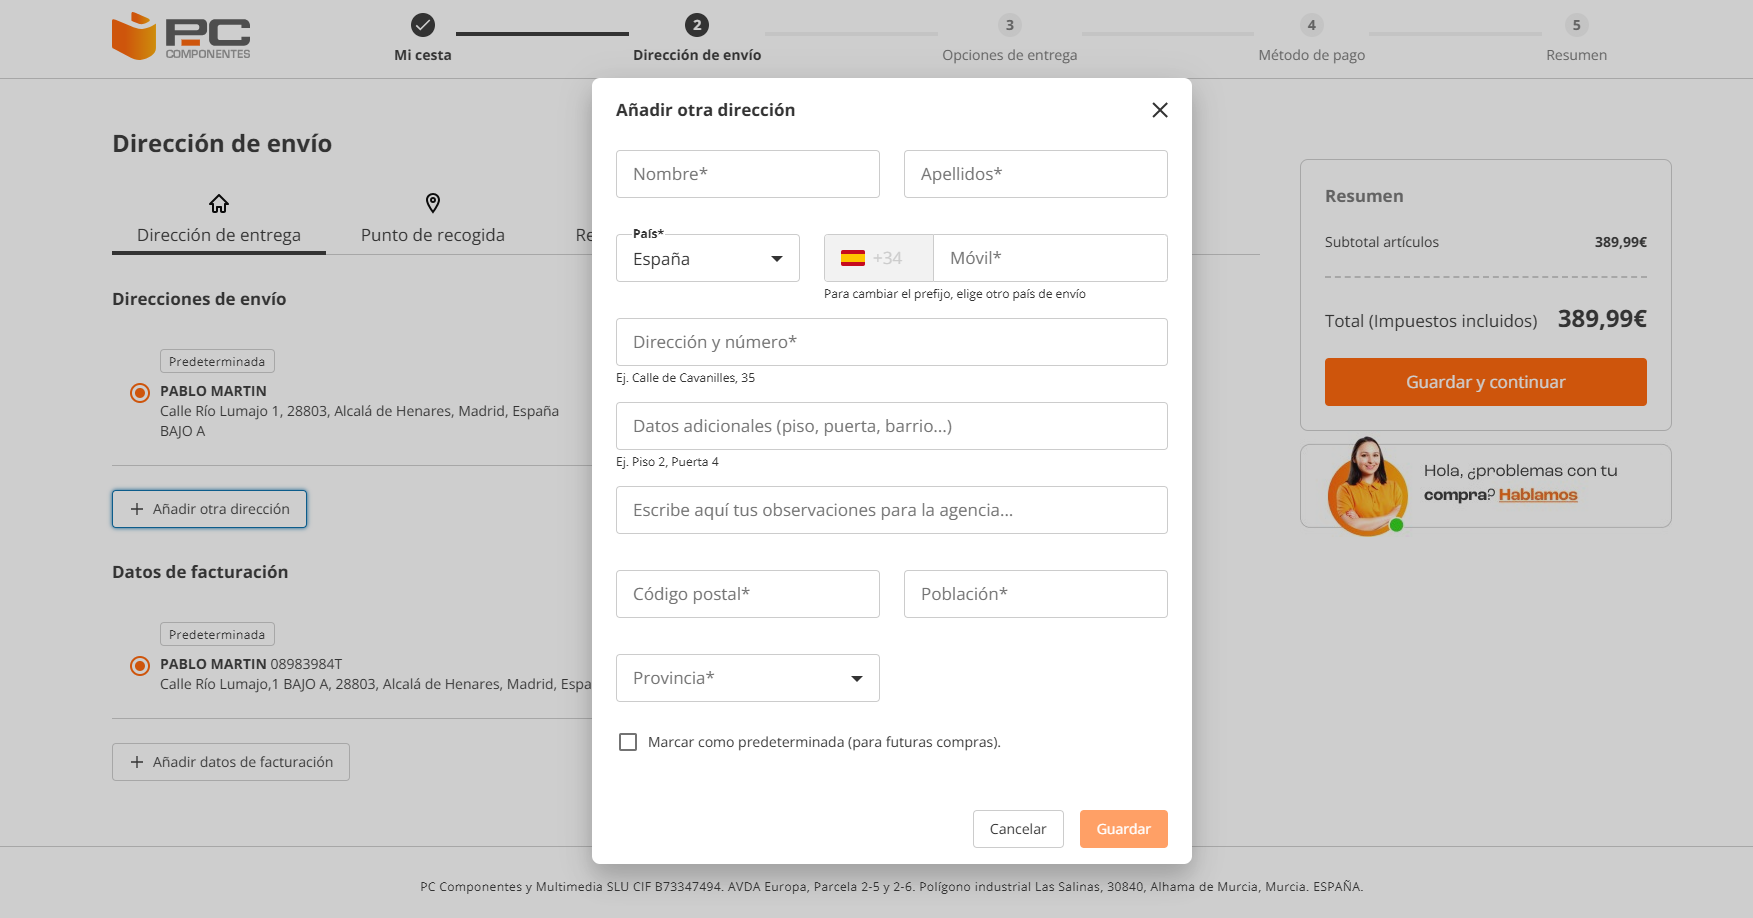 PC
COMPONENTES
Mi cesta
2
Dirección de envío
3
Opciones de entrega
4
Método de pago
5
Resumen
Dirección de envío
Dirección de entrega
Punto de recogida
Re
Direcciones de envío
Predeterminada
PABLO MARTIN
Calle Río Lumajo 1, 28803, Alcalá de Henares, Madrid, España
BAJO A
+ Añadir otra dirección
Datos de facturación
Predeterminada
PABLO MARTIN 08983984T
Calle Río Lumajo,1 BAJO A, 28803, Alcalá de Henares, Madrid, Espa
+ Añadir datos de facturación
Añadir otra dirección
Nombre*
Apellidos*
País*
España
+34
Móvil*
Para cambiar el prefijo, elige otro país de envío
Dirección y número*
Ej. Calle de Cavanilles, 35
Datos adicionales (piso, puerta, barrio...)
Ej. Piso 2, Puerta 4
Escribe aquí tus observaciones para la agencia...
Código postal*
Población*
Provincia*
Marcar como predeterminada (para futuras compras).
Cancelar
Guardar
Resumen
Subtotal artículos 389,99€
Total (Impuestos incluidos) 389,99€
Guardar y continuar
Hola, ¿problemas con tu
compra? Hablamos
PC Componentes y Multimedia SLU CIF B73347494. AVDA Europa, Parcela 2-5 y 2-6. Polígono industrial Las Salinas, 30840, Alhama de Murcia, Murcia. ESPAÑA.